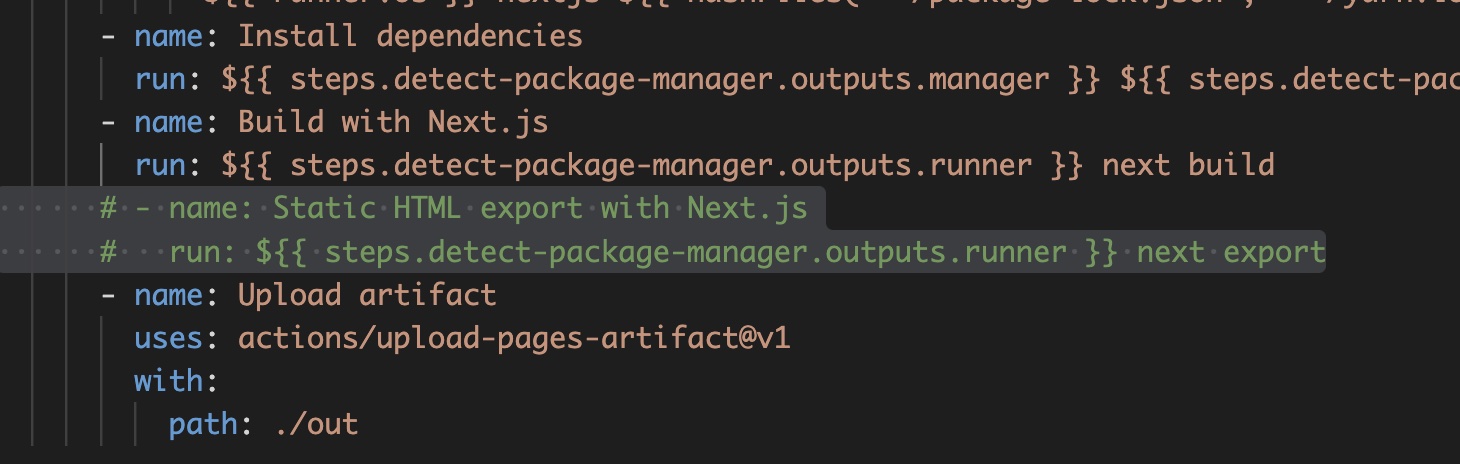 ${{ runner.os }}
- name: Install dependencies
run: ${{ steps.detect-package-manager.outputs.manager }} ${{ steps.detect-pac
- name: Build with Next.js
run: ${{ steps.detect-package-manager.outputs.runner }} next build
# - name: Static HTML export with Next.js
#   run: ${{ steps.detect-package-manager.outputs.runner }} next export
- name: Upload artifact
uses: actions/upload-pages-artifact@v1
with:
path: ./out